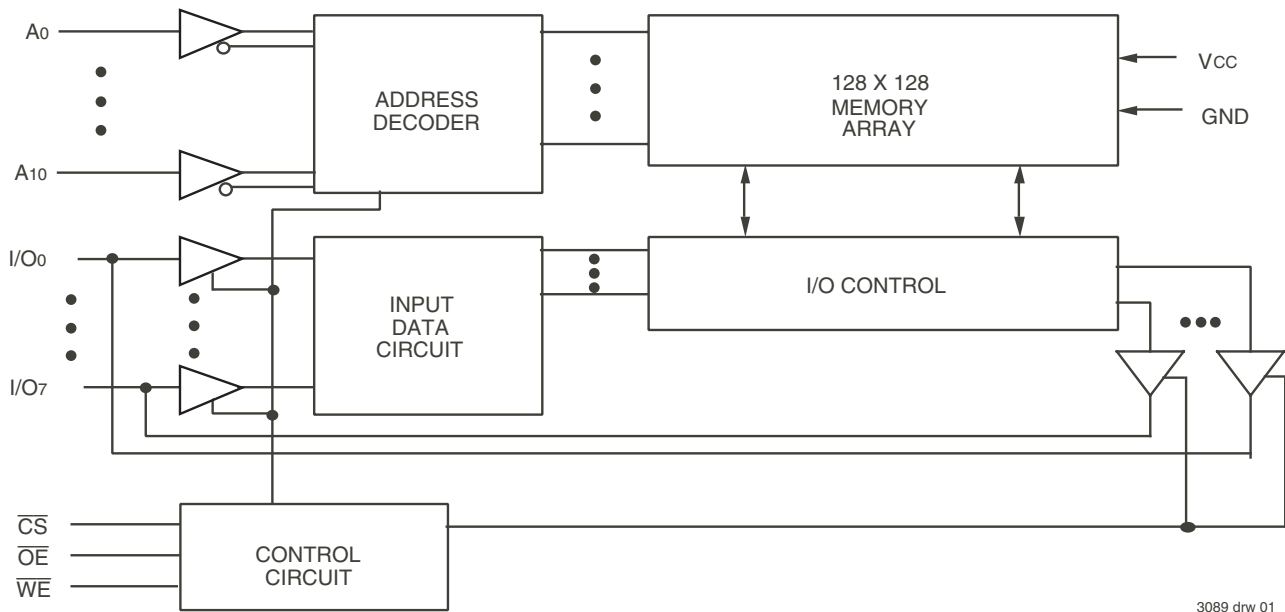 A0
ADDRESS
DECODER
128 X 128
MEMORY
ARRAY
VCC
GND
A10
I/O0
INPUT
DATA
CIRCUIT
I/O CONTROL
I/O7
CS
OE
WE
CONTROL
CIRCUIT
3089 drw 01